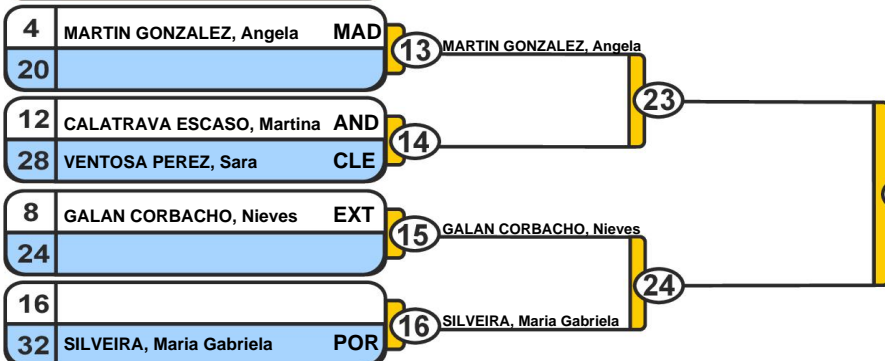 4 MARTIN GONZALEZ, Angela MAD
20
13 MARTIN GONZALEZ, Angela
23
12 CALATRAVA ESCASO, Martina AND
28 VENTOSA PEREZ, Sara CLE
14
8 GALAN CORBACHO, Nieves EXT
24
15 GALAN CORBACHO, Nieves
24
16
32 SILVEIRA, Maria Gabriela POR
16 SILVEIRA, Maria Gabriela